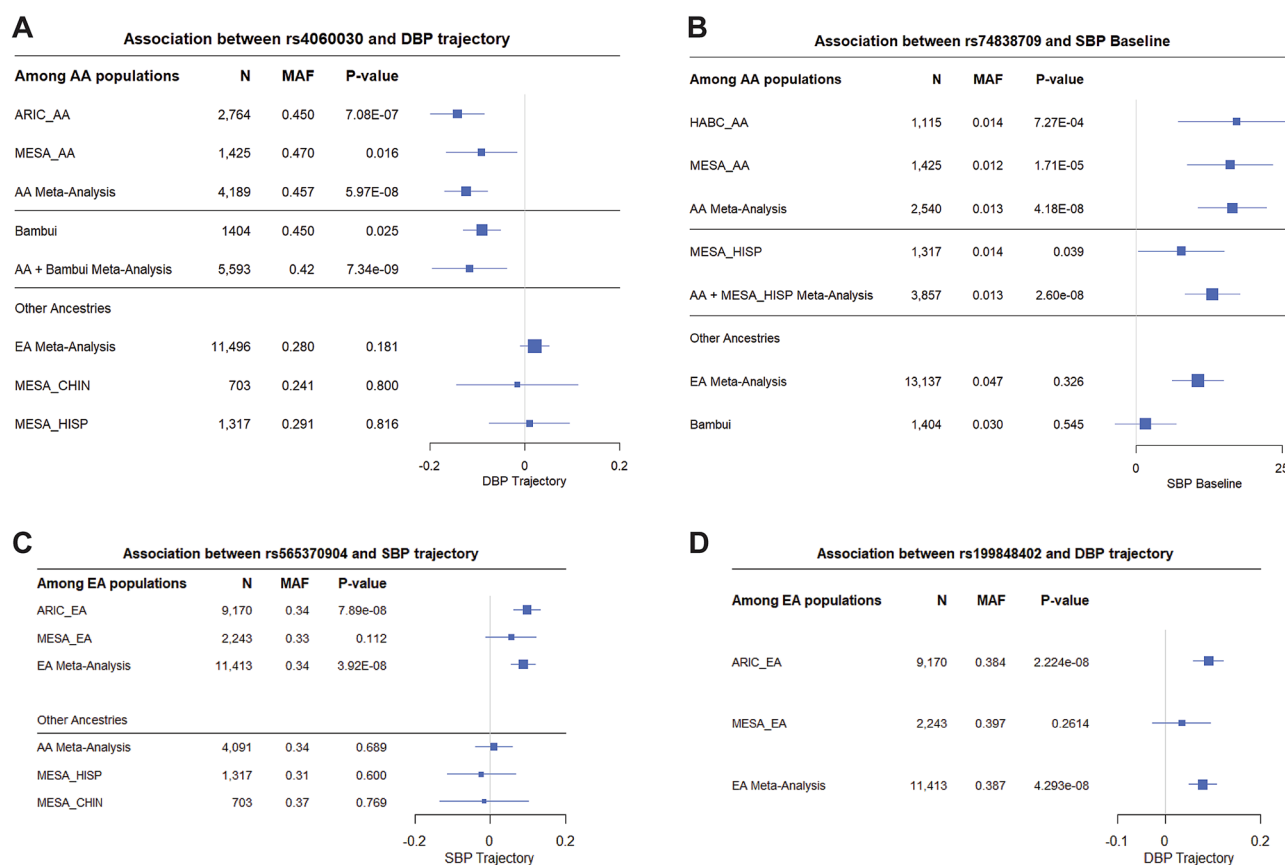 A
Association between rs4060030 and DBP trajectory
Among AA populations N MAF P-value
ARIC_AA 2,764 0.450 7.08E-07
MESA_AA 1,425 0.470 0.016
AA Meta-Analysis 4,189 0.457 5.97E-08
Bambui 1404 0.450 0.025
AA + Bambui Meta-Analysis 5,593 0.42 7.34e-09
Other Ancestries
EA Meta-Analysis 11,496 0.280 0.181
MESA_CHIN 703 0.241 0.800
MESA_HISP 1,317 0.291 0.816
-0.2 0 0.2
DBP Trajectory
B
Association between rs74838709 and SBP Baseline
Among AA populations N MAF P-value
HABC_AA 1,115 0.014 7.27E-04
MESA_AA 1,425 0.012 1.71E-05
AA Meta-Analysis 2,540 0.013 4.18E-08
MESA_HISP 1,317 0.014 0.039
AA + MESA_HISP Meta-Analysis 3,857 0.013 2.60e-08
Other Ancestries
EA Meta-Analysis 13,137 0.047 0.326
Bambui 1,404 0.030 0.545
0 25
SBP Baseline
C
Association between rs565370904 and SBP trajectory
Among EA populations N MAF P-value
ARIC_EA 9,170 0.34 7.89e-08
MESA_EA 2,243 0.33 0.112
EA Meta-Analysis 11,413 0.34 3.92E-08
Other Ancestries
AA Meta-Analysis 4,091 0.34 0.689
MESA_HISP 1,317 0.31 0.600
MESA_CHIN 703 0.37 0.769
-0.2 0 0.2
SBP Trajectory
D
Association between rs199848402 and DBP trajectory
Among EA populations N MAF P-value
ARIC_EA 9,170 0.384 2.224e-08
MESA_EA 2,243 0.397 0.2614
EA Meta-Analysis 11,413 0.387 4.293e-08
-0.1 0 0.2
DBP Trajectory